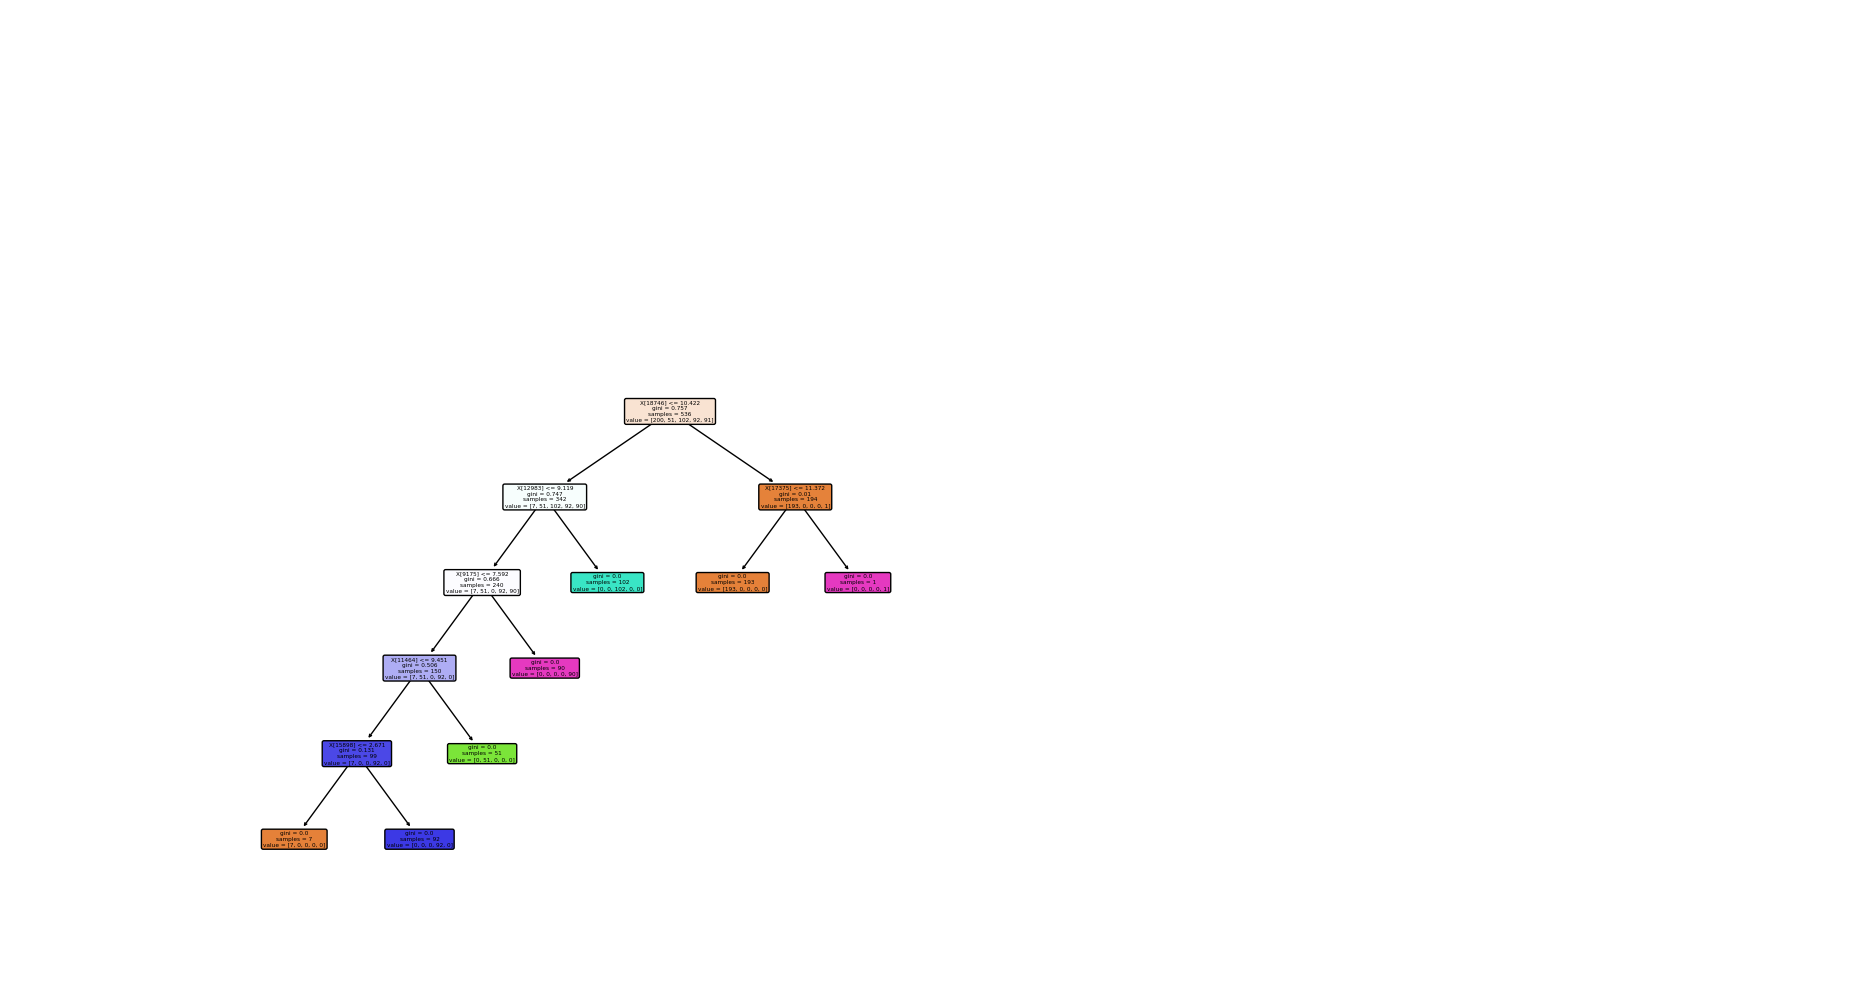 X[18746] <= 10.422
gini = 0.757
samples = 536
value = [200, 51, 102, 92, 91]
X[12983] <= 9.119
gini = 0.747
samples = 342
value = [7, 51, 102, 92, 90]
X[17375] <= 11.372
gini = 0.01
samples = 194
value = [193, 0, 0, 0, 1]
X[9175] <= 7.592
gini = 0.666
samples = 240
value = [7, 51, 0, 92, 90]
gini = 0.0
samples = 102
value = [0, 0, 102, 0, 0]
gini = 0.0
samples = 193
value = [193, 0, 0, 0, 0]
gini = 0.0
samples = 1
value = [0, 0, 0, 0, 1]
X[11464] <= 9.451
gini = 0.506
samples = 150
value = [7, 51, 0, 92, 0]
gini = 0.0
samples = 90
value = [0, 0, 0, 0, 90]
X[15898] <= 2.671
gini = 0.131
samples = 99
value = [7, 0, 0, 92, 0]
gini = 0.0
samples = 51
value = [0, 51, 0, 0, 0]
gini = 0.0
samples = 7
value = [7, 0, 0, 0, 0]
gini = 0.0
samples = 92
value = [0, 0, 0, 92, 0]